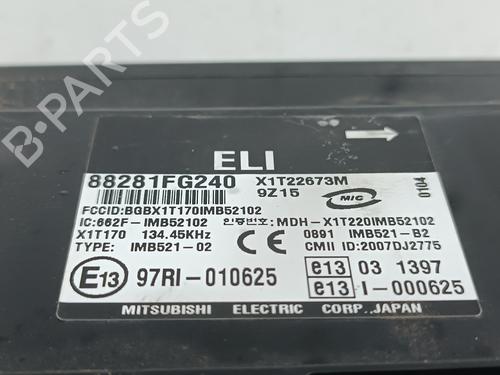 B-PARTS
ELI
88281FG240 X1T22673M
9Z15 MIC 0104
FCCID:BGBX1T170IMB52102
IC:662F-IMB52102 인증번호:MDH-X1T220IMB52102
X1T170 134.45KHz CE 0891 IMB521-B2
TYPE: IMB521-02 CMII ID:2007DJ2775
E13 97RI-010625 e13 03 1397
e13 I-000625
MITSUBISHI ELECTRIC CORP. JAPAN